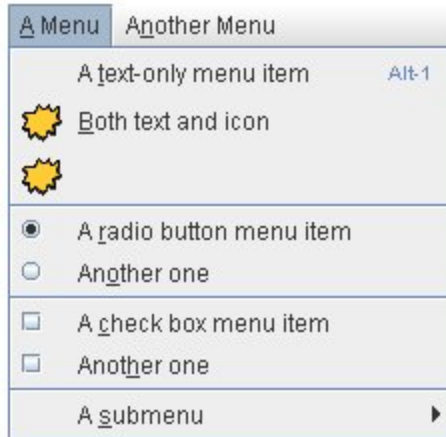 A Menu Another Menu
A text-only menu item Alt-1
Both text and icon
A radio button menu item
Another one
A check box menu item
Another one
A submenu